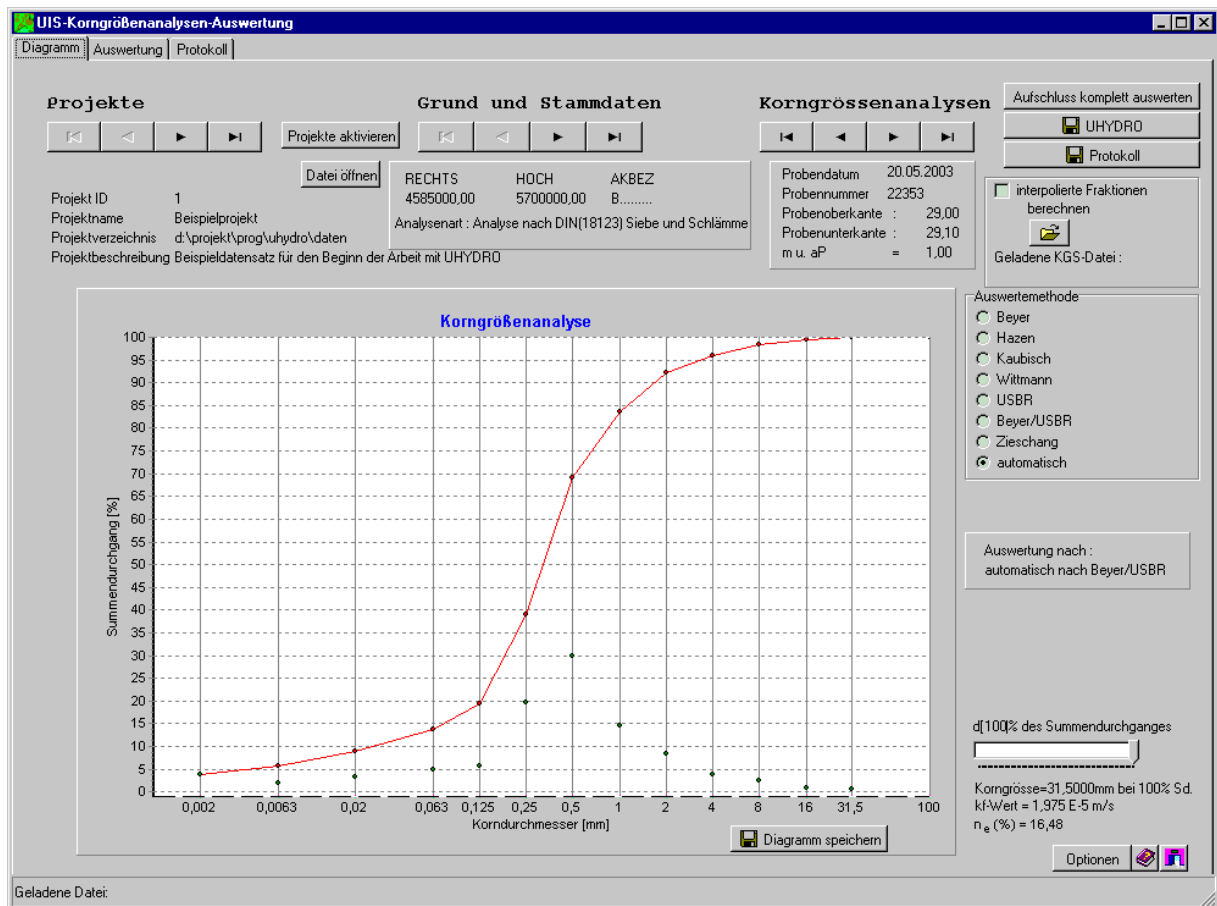 UIS-Korngrößenanalysen-Auswertung
Diagramm Auswertung Protokoll
Projekte
Projekte aktivieren
Datei öffnen
Projekt ID 1
Projektname Beispielprojekt
Projektverzeichnis d:\projekt\prog\uhydro\daten
Projektbeschreibung Beispieldatensatz für den Beginn der Arbeit mit UHYDRO
Grund und Stammdaten
RECHTS HOCH AKBEZ
4585000,00 5700000,00 B.........
Analysenart : Analyse nach DIN(18123) Siebe und Schlämme
Korngrössenanalysen
Probendatum 20.05.2003
Probennummer 22353
Probenoberkante : 29,00
Probenunterkante : 29,10
m u. aP = 1,00
Aufschluss komplett auswerten
UHYDRO
Protokoll
interpolierte Fraktionen
berechnen
Geladene KGS-Datei :
Auswertemethode
Beyer
Hazen
Kaubisch
Wittmann
USBR
Beyer/USBR
Zieschang
automatisch
Auswertung nach :
automatisch nach Beyer/USBR
d[100]% des Summendurchganges
Korngrösse=31,5000mm bei 100% Sd.
kf-Wert = 1,975 E-5 m/s
n e (%) = 16,48
Optionen
Korngrößenanalyse
Summendurchgang [%]
100
95
90
85
80
75
70
65
60
55
50
45
40
35
30
25
20
15
10
5
0
0,002 0,0063 0,02 0,063 0,125 0,25 0,5 1 2 4 8 16 31,5 100
Korndurchmesser [mm]
Diagramm speichern
Geladene Datei: